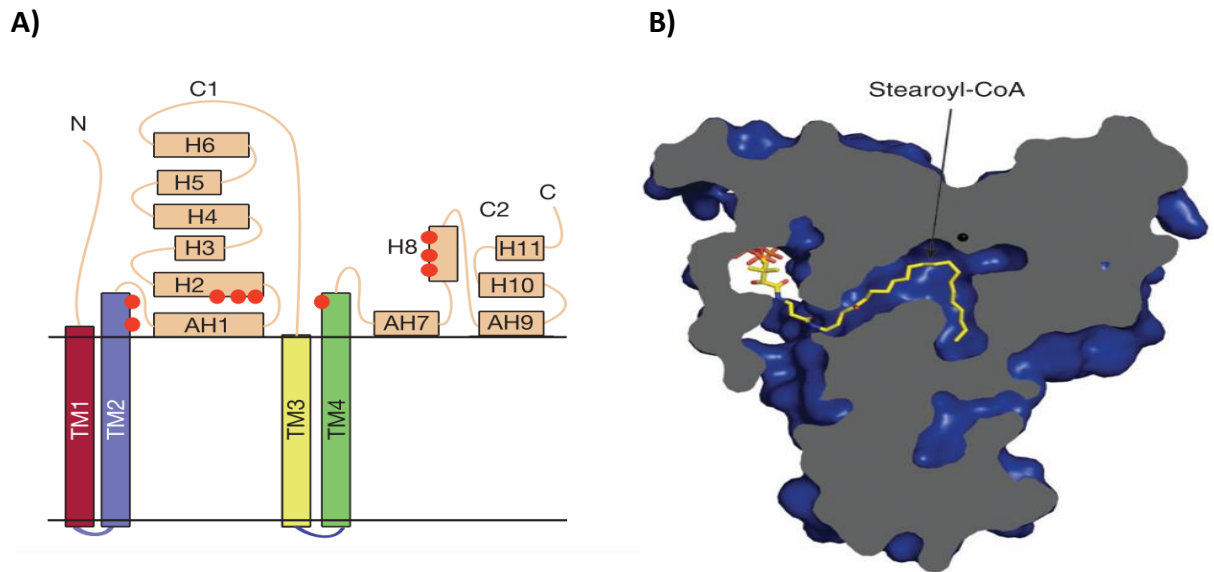 A)
N
C1
H6
H5
H4
H3
H2
AH1
TM1
TM2
TM3
TM4
H8
AH7
C2
C
H11
H10
AH9
B)
Stearoyl-CoA